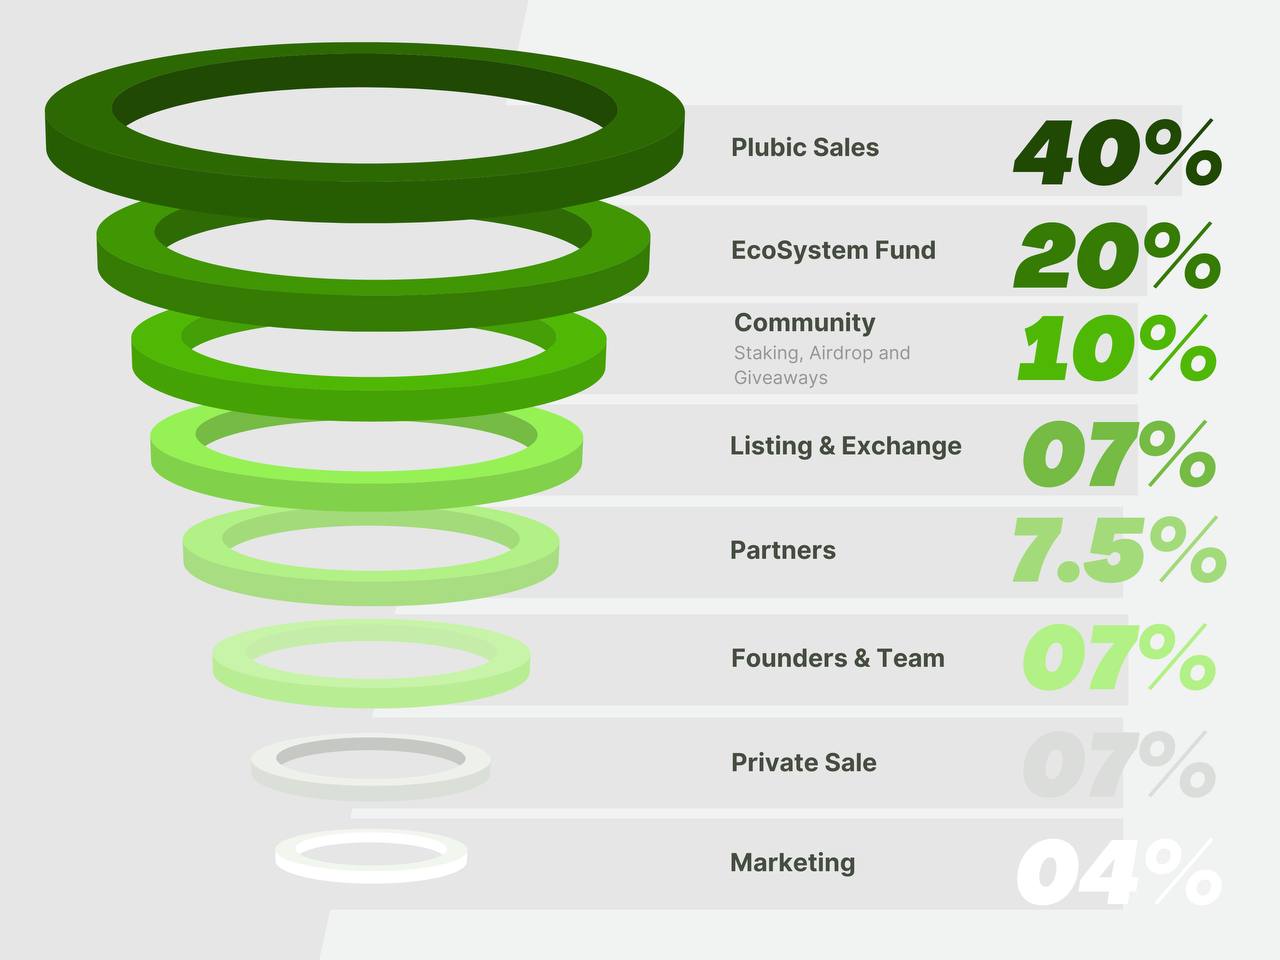 Plubic Sales 40%
EcoSystem Fund 20%
Community 10%
Staking, Airdrop and
Giveaways
Listing & Exchange 07%
Partners 7.5%
Founders & Team 07%
Private Sale 07%
Marketing 04%